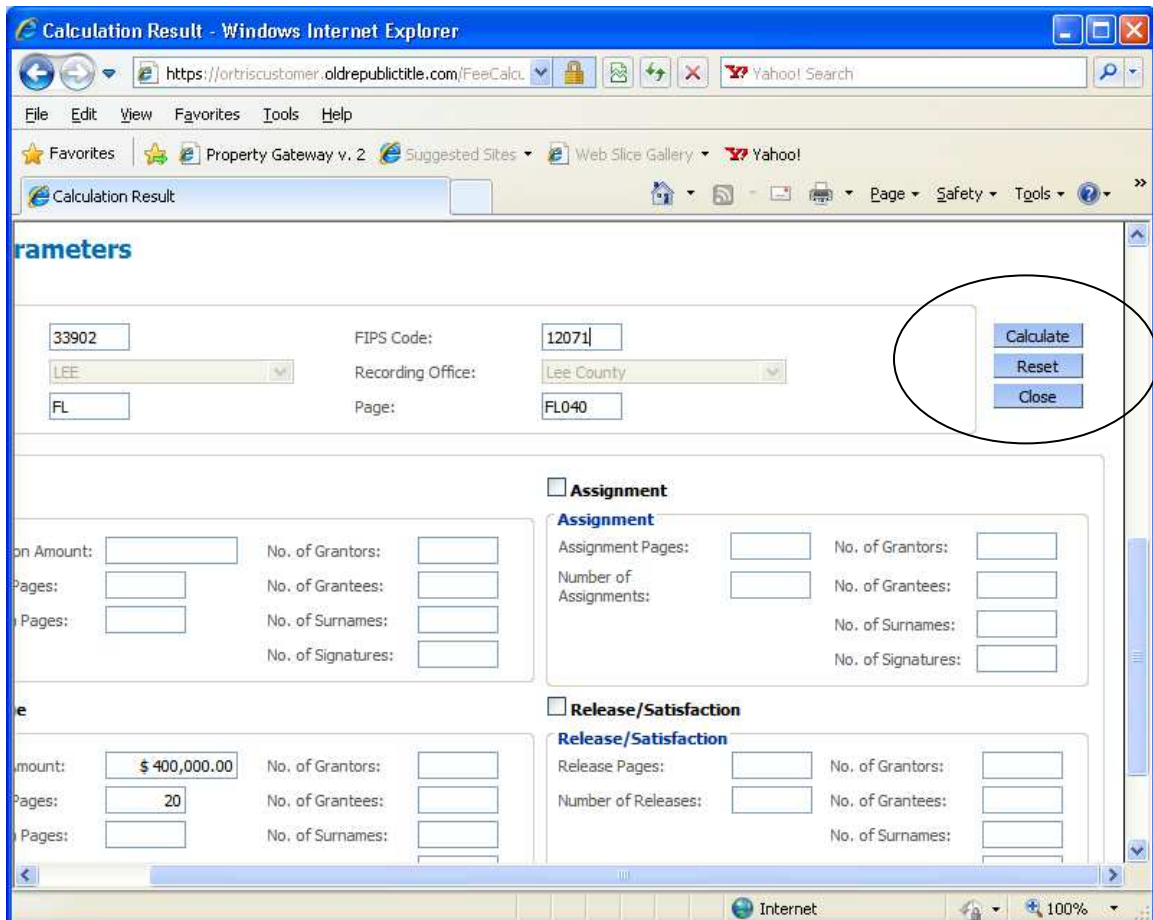 Calculation Result - Windows Internet Explorer
https://ortriscustomer.oldrepublictitle.com/FeeCalcu Yahoo! Search
File Edit View Favorites Tools Help
Favorites Property Gateway v. 2 Suggested Sites Web Slice Gallery Yahoo!
Calculation Result Page Safety Tools »
rameters
33902 FIPS Code: 12071 Calculate
LEE Recording Office: Lee County Reset
FL Page: FL040 Close
Assignment
Assignment
on Amount: No. of Grantors: Assignment Pages: No. of Grantors:
Pages: No. of Grantees: Number of Assignments: No. of Grantees:
Pages: No. of Surnames: No. of Surnames:
No. of Signatures: No. of Signatures:
e Release/Satisfaction
Release/Satisfaction
mount: $ 400,000.00 No. of Grantors: Release Pages: No. of Grantors:
Pages: 20 No. of Grantees: Number of Releases: No. of Grantees:
Pages: No. of Surnames: No. of Surnames:
Internet 100%